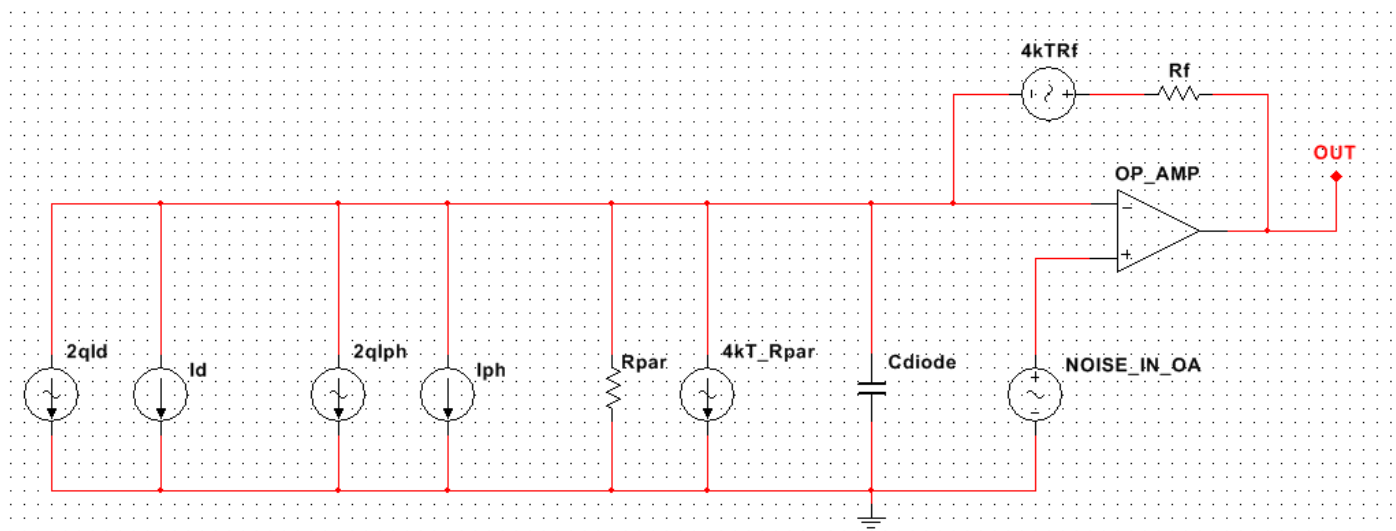 4kTRf
Rf
OUT
OP_AMP
2qId
Id
2qIph
Iph
Rpar
4kT_Rpar
Cdiode
NOISE_IN_OA